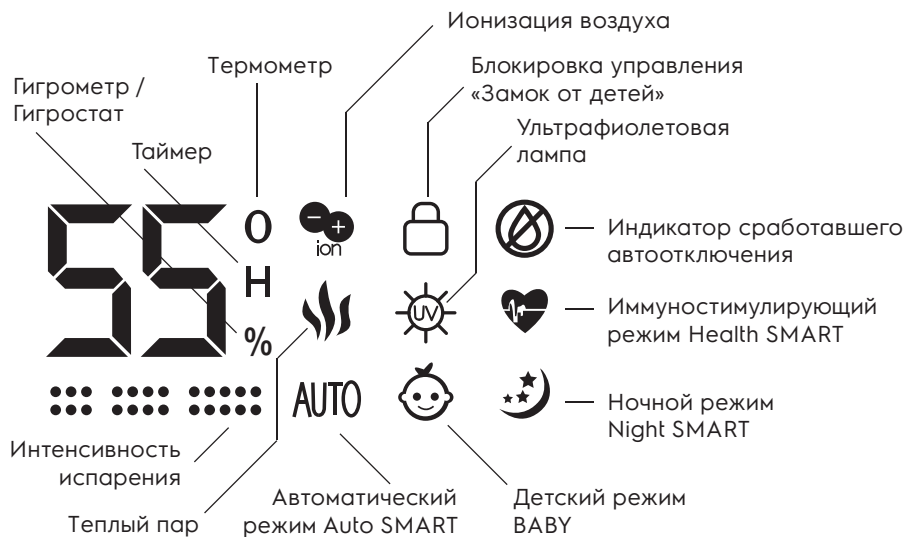 Ионизация воздуха
Термометр
Блокировка управления
«Замок от детей»
Гигрометр /
Гигростат
Ультрафиолетовая
лампа
Таймер
55
O
H
%
ion
UV
AUTO
Индикатор сработавшего
автоотключения
Иммуностимулирующий
режим Health SMART
Ночной режим
Night SMART
Интенсивность
испарения
Теплый пар
Автоматический
режим Auto SMART
Детский режим
BABY